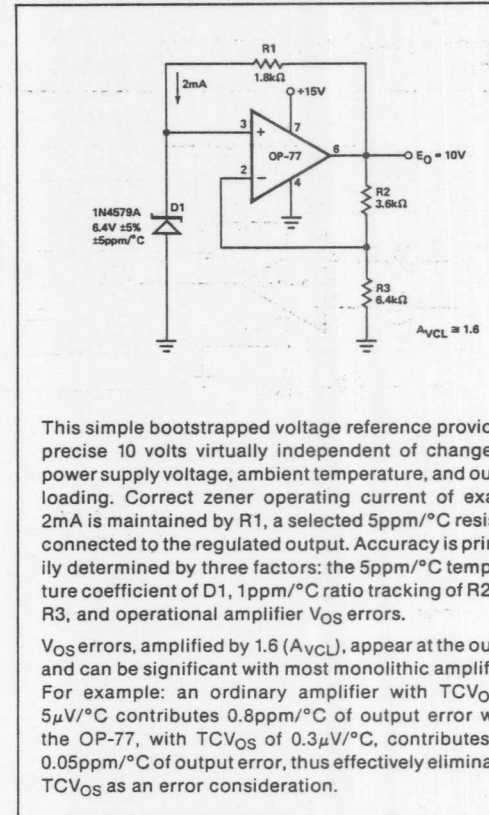 R1
1.8kΩ
2mA
+15V
3
+
7
OP-77
6
E₀ = 10V
2
−
4
R2
3.6kΩ
1N4579A
D1
6.4V ±5%
±5ppm/°C
R3
6.4kΩ
AVCL ≅ 1.6
This simple bootstrapped voltage reference provid
precise 10 volts virtually independent of change
power supply voltage, ambient temperature, and ou
loading. Correct zener operating current of exa
2mA is maintained by R1, a selected 5ppm/°C resi
connected to the regulated output. Accuracy is prin
ily determined by three factors: the 5ppm/°C temp
ture coefficient of D1, 1ppm/°C ratio tracking of R2
R3, and operational amplifier VOS errors.
VOS errors, amplified by 1.6 (AVCL), appear at the ou
and can be significant with most monolithic amplif
For example: an ordinary amplifier with TCVO
5μV/°C contributes 0.8ppm/°C of output error w
the OP-77, with TCVOS of 0.3μV/°C, contributes
0.05ppm/°C of output error, thus effectively elimina
TCVOS as an error consideration.